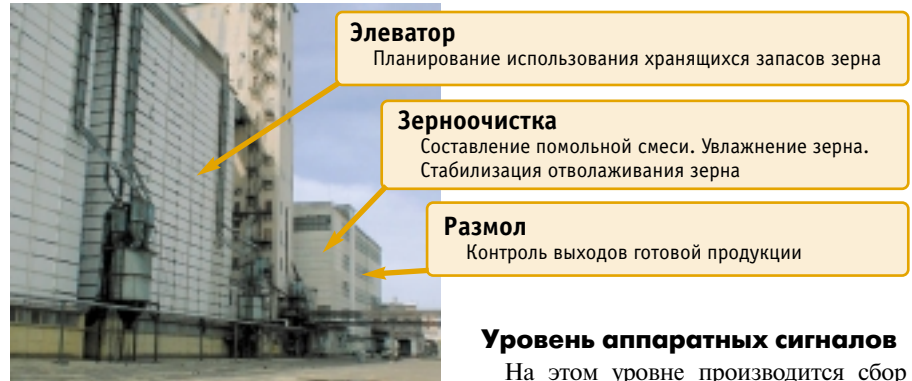 Элеватор
Планирование использования хранящихся запасов зерна
Зерноочистка
Составление помольной смеси. Увлажнение зерна.
Стабилизация отволаживания зерна
Размол
Контроль выходов готовой продукции
Уровень аппаратных сигналов
На этом уровне производится сбор